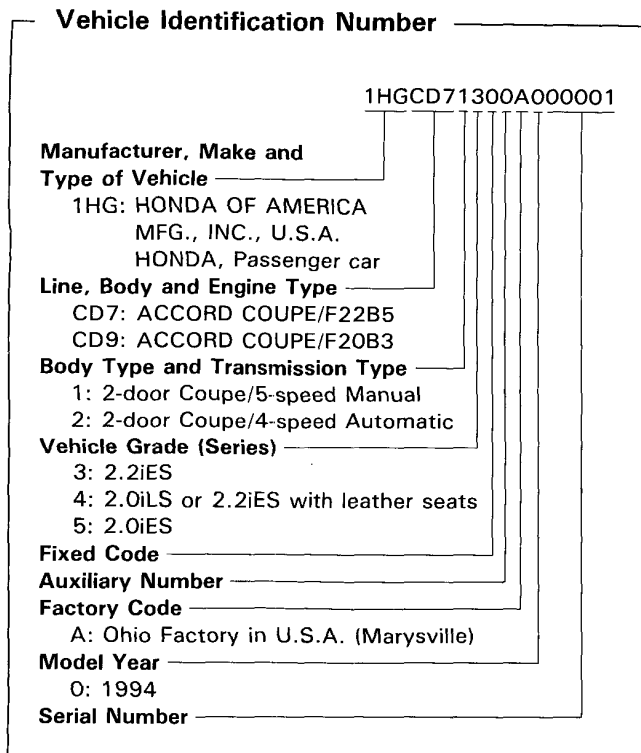 Vehicle Identification Number
1HGCD71300A000001
Manufacturer, Make and
Type of Vehicle
1HG: HONDA OF AMERICA
MFG., INC., U.S.A.
HONDA, Passenger car
Line, Body and Engine Type
CD7: ACCORD COUPE/F22B5
CD9: ACCORD COUPE/F20B3
Body Type and Transmission Type
1: 2-door Coupe/5-speed Manual
2: 2-door Coupe/4-speed Automatic
Vehicle Grade (Series)
3: 2.2iES
4: 2.0iLS or 2.2iES with leather seats
5: 2.0iES
Fixed Code
Auxiliary Number
Factory Code
A: Ohio Factory in U.S.A. (Marysville)
Model Year
0: 1994
Serial Number